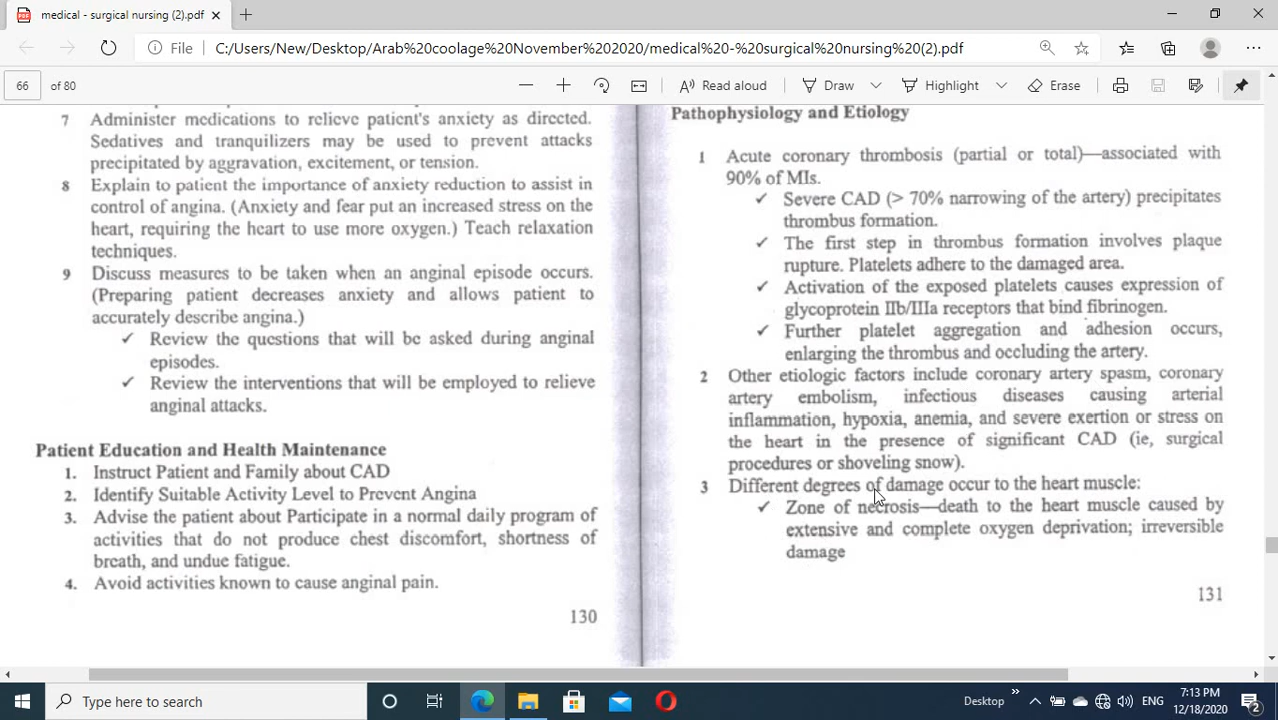 medical - surgical nursing (2).pdf
File
C:/Users/New/Desktop/Arab%20coolage%20November%202020/medical%20-%20surgical%20nursing%20(2).pdf
66 of 80
Read aloud
Draw
Highlight
Erase
7 Administer medications to relieve patient's anxiety as directed.
Sedatives and tranquilizers may be used to prevent attacks
precipitated by aggravation, excitement, or tension.
8 Explain to patient the importance of anxiety reduction to assist in
control of angina. (Anxiety and fear put an increased stress on the
heart, requiring the heart to use more oxygen.) Teach relaxation
techniques.
9 Discuss measures to be taken when an anginal episode occurs.
(Preparing patient decreases anxiety and allows patient to
accurately describe angina.)
✓ Review the questions that will be asked during anginal
episodes.
✓ Review the interventions that will be employed to relieve
anginal attacks.
Patient Education and Health Maintenance
1. Instruct Patient and Family about CAD
2. Identify Suitable Activity Level to Prevent Angina
3. Advise the patient about Participate in a normal daily program of
activities that do not produce chest discomfort, shortness of
breath, and undue fatigue.
4. Avoid activities known to cause anginal pain.
130
Pathophysiology and Etiology
1 Acute coronary thrombosis (partial or total)—associated with
90% of MIs.
✓ Severe CAD (> 70% narrowing of the artery) precipitates
thrombus formation.
✓ The first step in thrombus formation involves plaque
rupture. Platelets adhere to the damaged area.
✓ Activation of the exposed platelets causes expression of
glycoprotein IIb/IIIa receptors that bind fibrinogen.
✓ Further platelet aggregation and adhesion occurs,
enlarging the thrombus and occluding the artery.
2 Other etiologic factors include coronary artery spasm, coronary
artery embolism, infectious diseases causing arterial
inflammation, hypoxia, anemia, and severe exertion or stress on
the heart in the presence of significant CAD (ie, surgical
procedures or shoveling snow).
3 Different degrees of damage occur to the heart muscle:
✓ Zone of necrosis—death to the heart muscle caused by
extensive and complete oxygen deprivation; irreversible
damage
131
Type here to search
Desktop
ENG
7:13 PM
12/18/2020
2